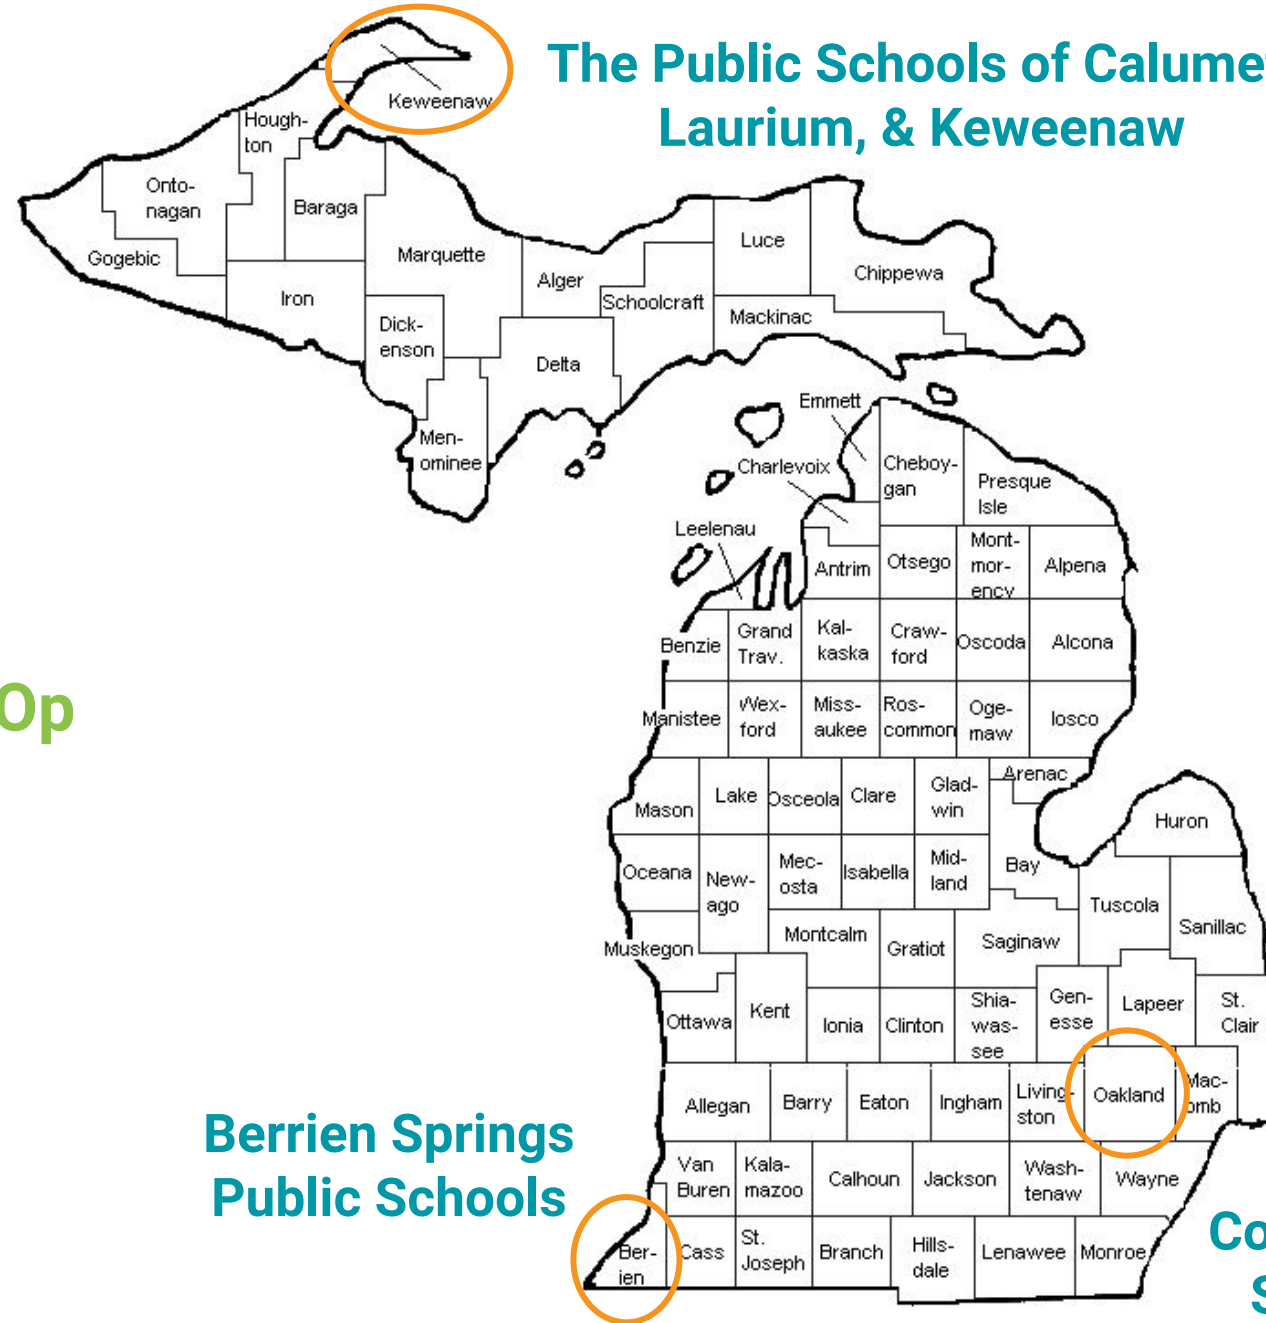 The Public Schools of Calumet
Laurium, & Keweenaw
Keweenaw
Hough-
ton
Onto-
nagan
Baraga
Gogebic
Marquette
Iron
Alger
Luce
Chippewa
Schoolcraft
Mackinac
Dick-
enson
Delta
Men-
ominee
Emmett
Charlevoix
Cheboy-
gan
Presque
Isle
Leelenau
Antrim
Otsego
Mont-
mor-
ency
Alpena
Benzie
Grand
Trav.
Kal-
kaska
Craw-
ford
Oscoda
Alcona
Op
Manistee
Wex-
ford
Miss-
aukee
Ros-
common
Oge-
maw
Iosco
Mason
Lake
Osceola
Clare
Glad-
win
Arenac
Huron
Oceana
New-
ago
Mec-
osta
Isabella
Mid-
land
Bay
Tuscola
Sanillac
Muskegon
Montcalm
Gratiot
Saginaw
Ottawa
Kent
Ionia
Clinton
Shia-
was-
see
Gen-
esse
Lapeer
St.
Clair
Allegan
Barry
Eaton
Ingham
Living-
ston
Oakland
Mac-
omb
Berrien Springs
Public Schools
Van
Buren
Kala-
mazoo
Calhoun
Jackson
Wash-
tenaw
Wayne
Ber-
ien
Cass
St.
Joseph
Branch
Hills-
dale
Lenawee
Monroe
Co
S